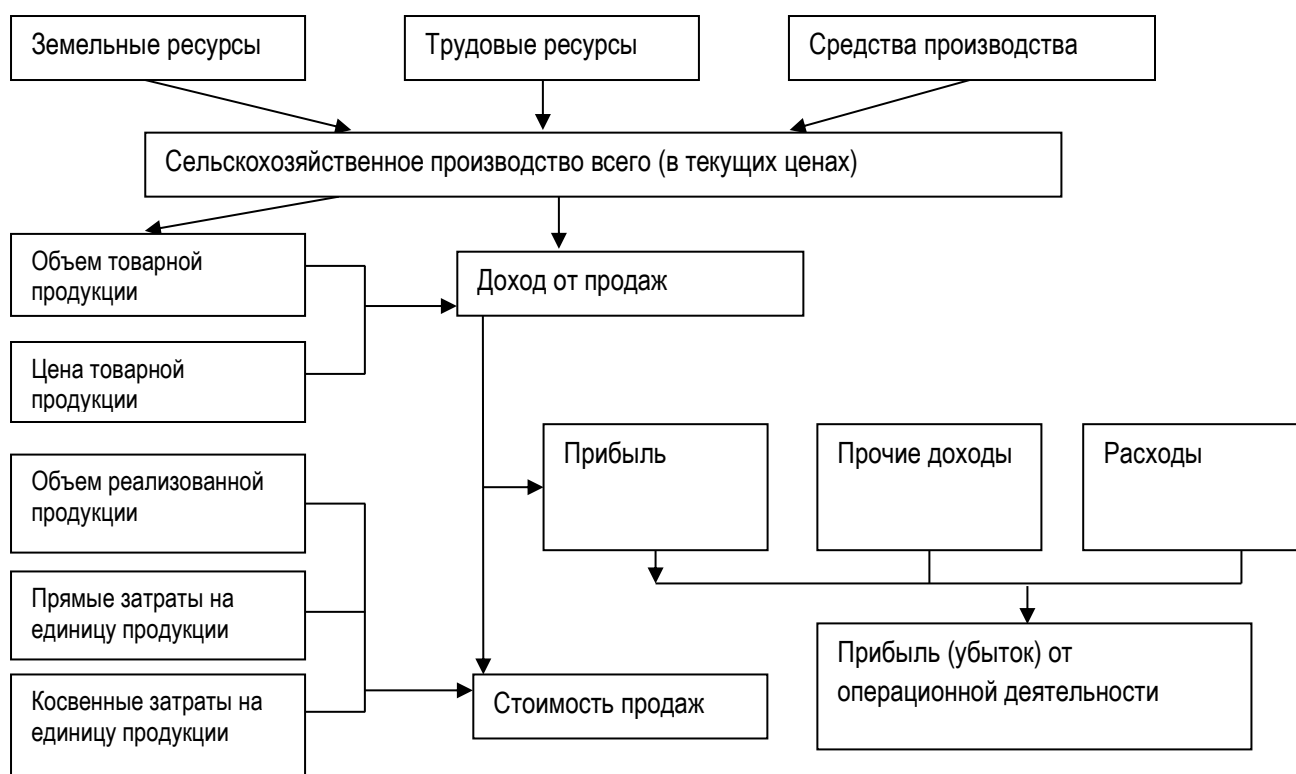 Земельные ресурсы
Трудовые ресурсы
Средства производства
Сельскохозяйственное производство всего (в текущих ценах)
Объем товарной
продукции
Доход от продаж
Цена товарной
продукции
Прибыль
Прочие доходы
Расходы
Объем реализованной
продукции
Прямые затраты на
единицу продукции
Прибыль (убыток) от
операционной деятельности
Косвенные затраты на
единицу продукции
Стоимость продаж